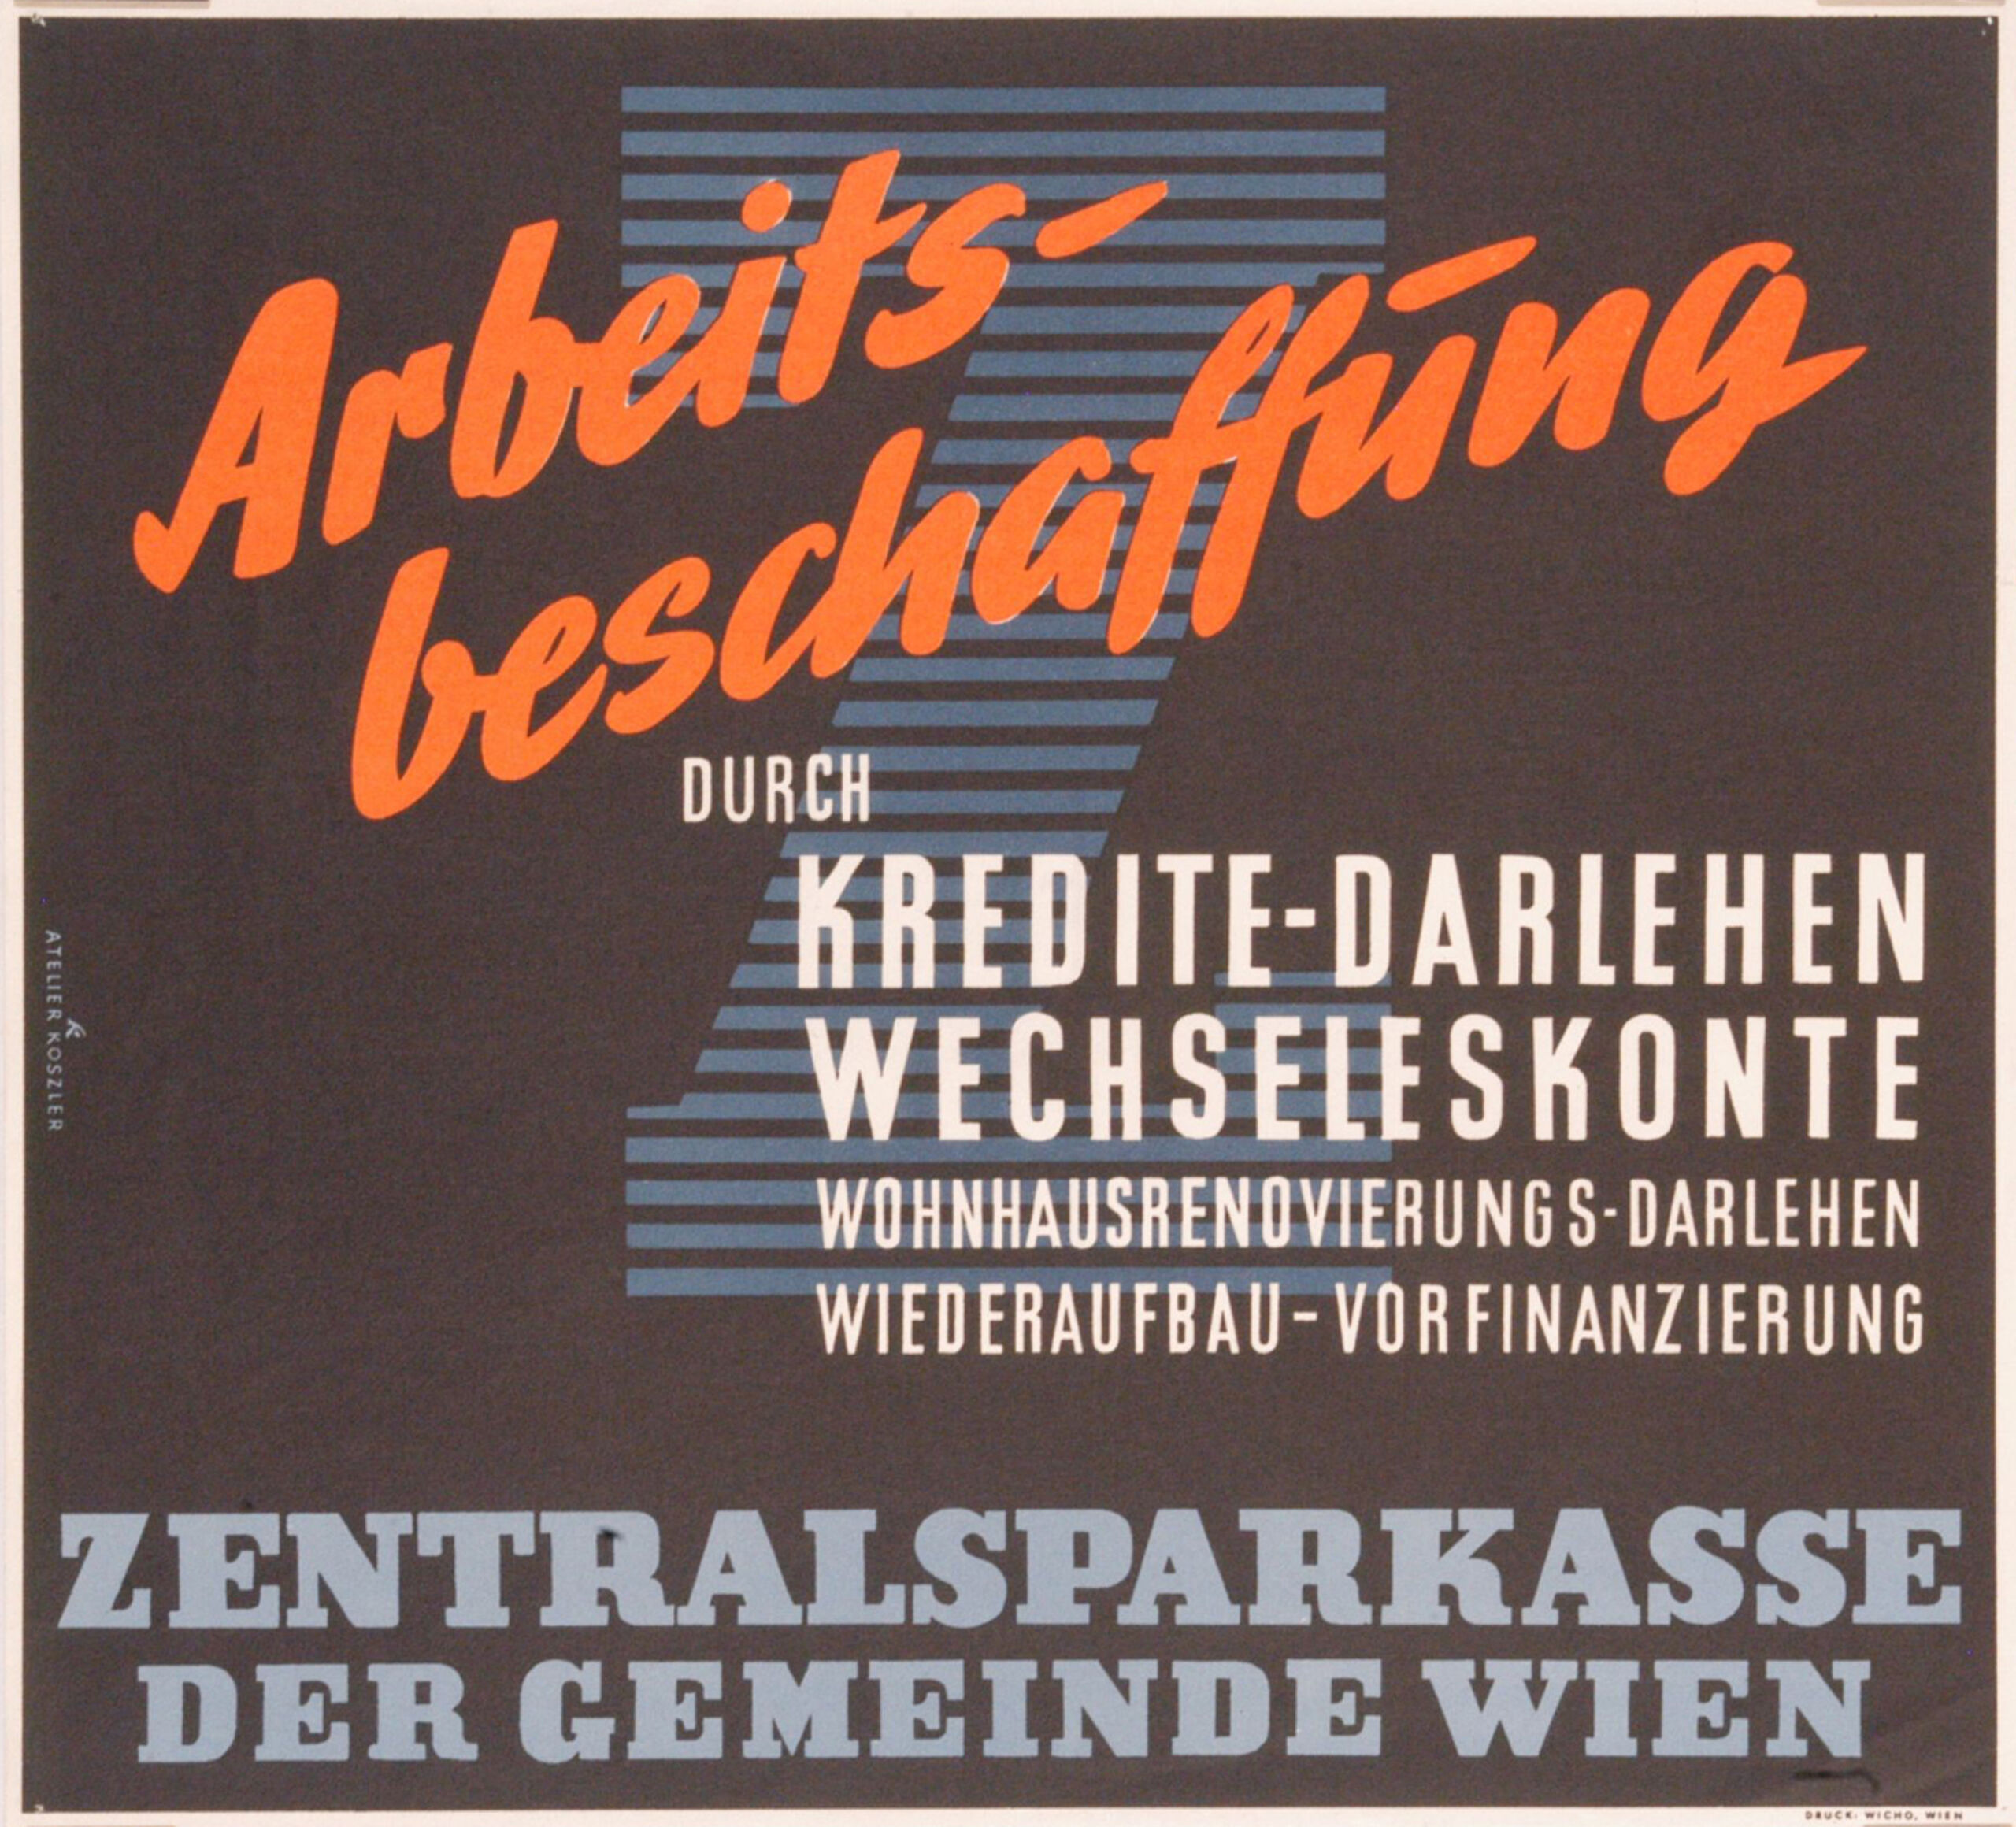 Arbeits-
beschaffung
DURCH
KREDITE-DARLEHEN
WECHSELESKONTE
WOHNHAUSRENOVIERUNGS-DARLEHEN
WIEDERAUFBAU-VORFINANZIERUNG
ATELIER KOSZLER
ZENTRALSPARKASSE
DER GEMEINDE WIEN
DRUCK: WICHO, WIEN